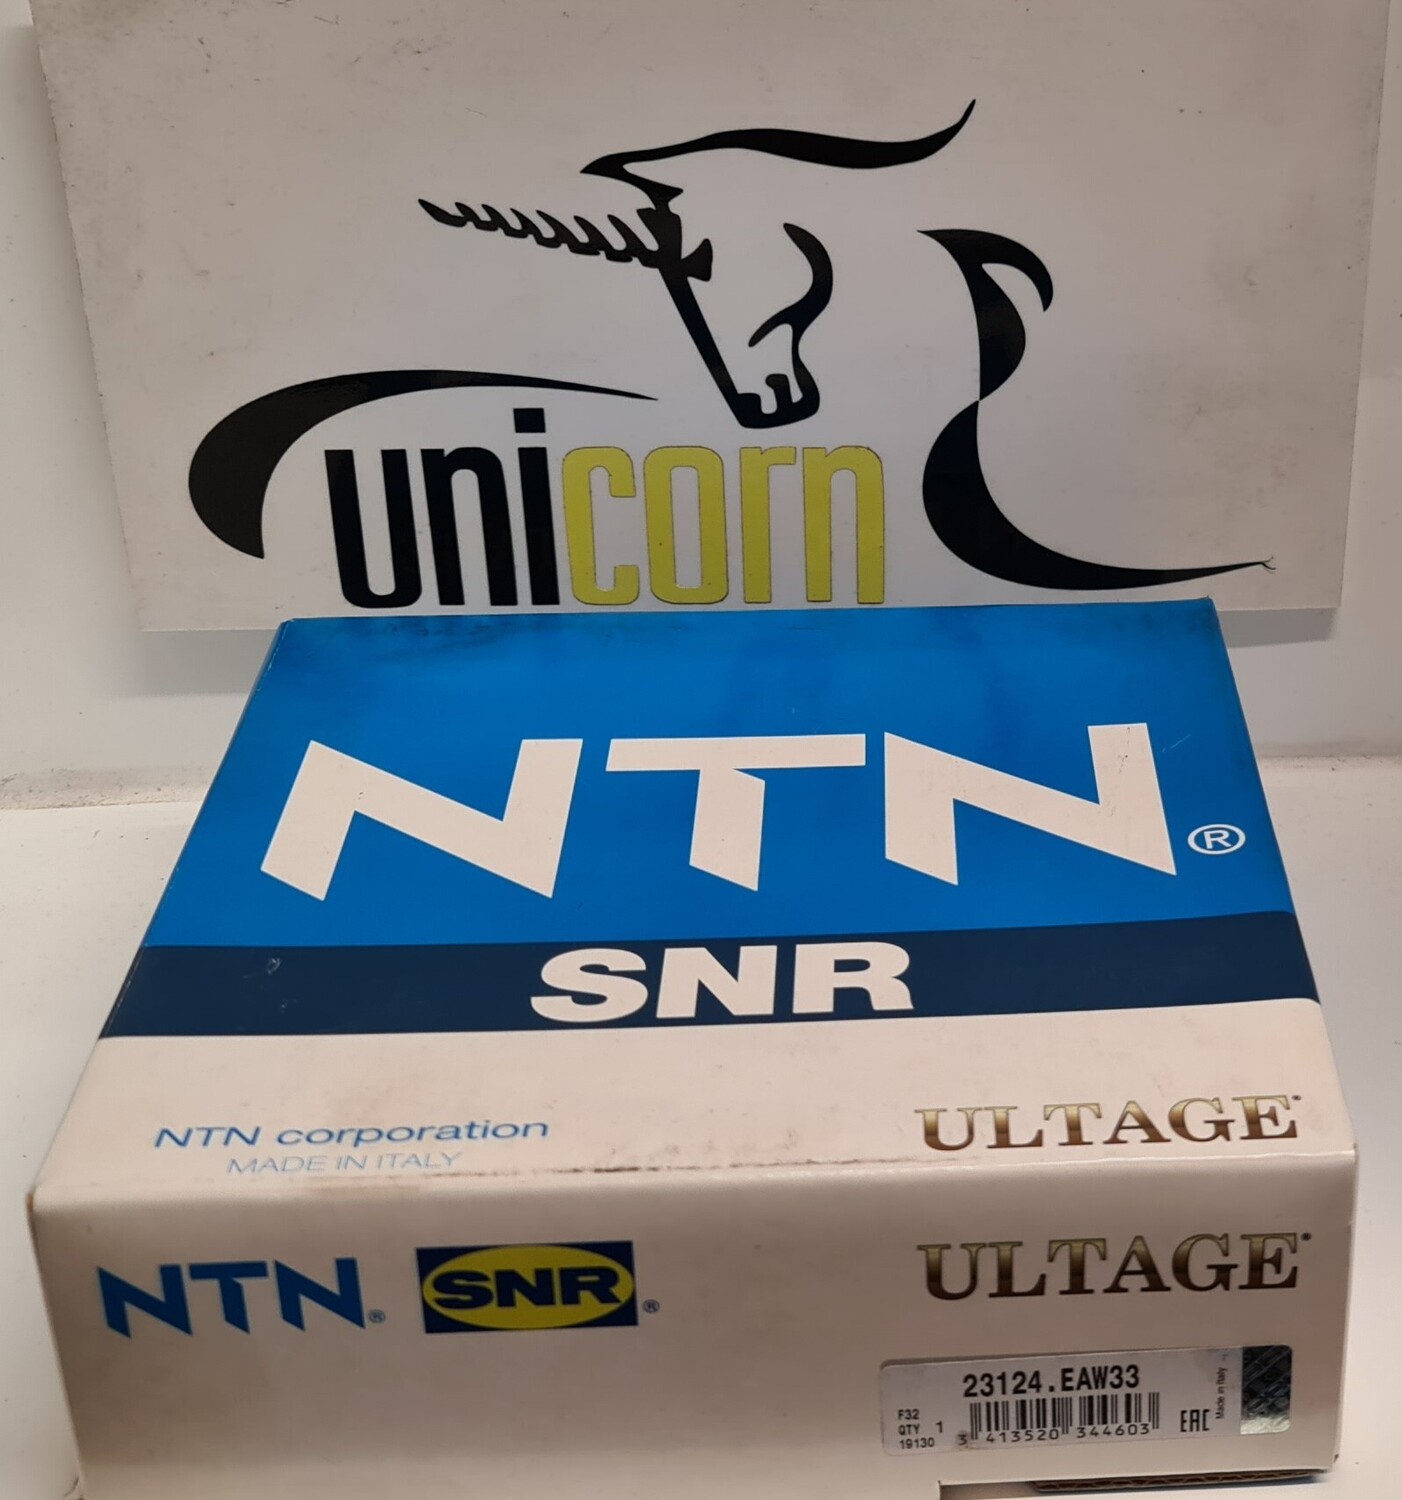 unicorn
NTN®
SNR
NTN corporation
MADE IN ITALY
ULTAGE
NTN® SNR®
ULTAGE
23124.EAW33
F32
QTY 1
19130
3 413520 344603
EAC
Made in Italy